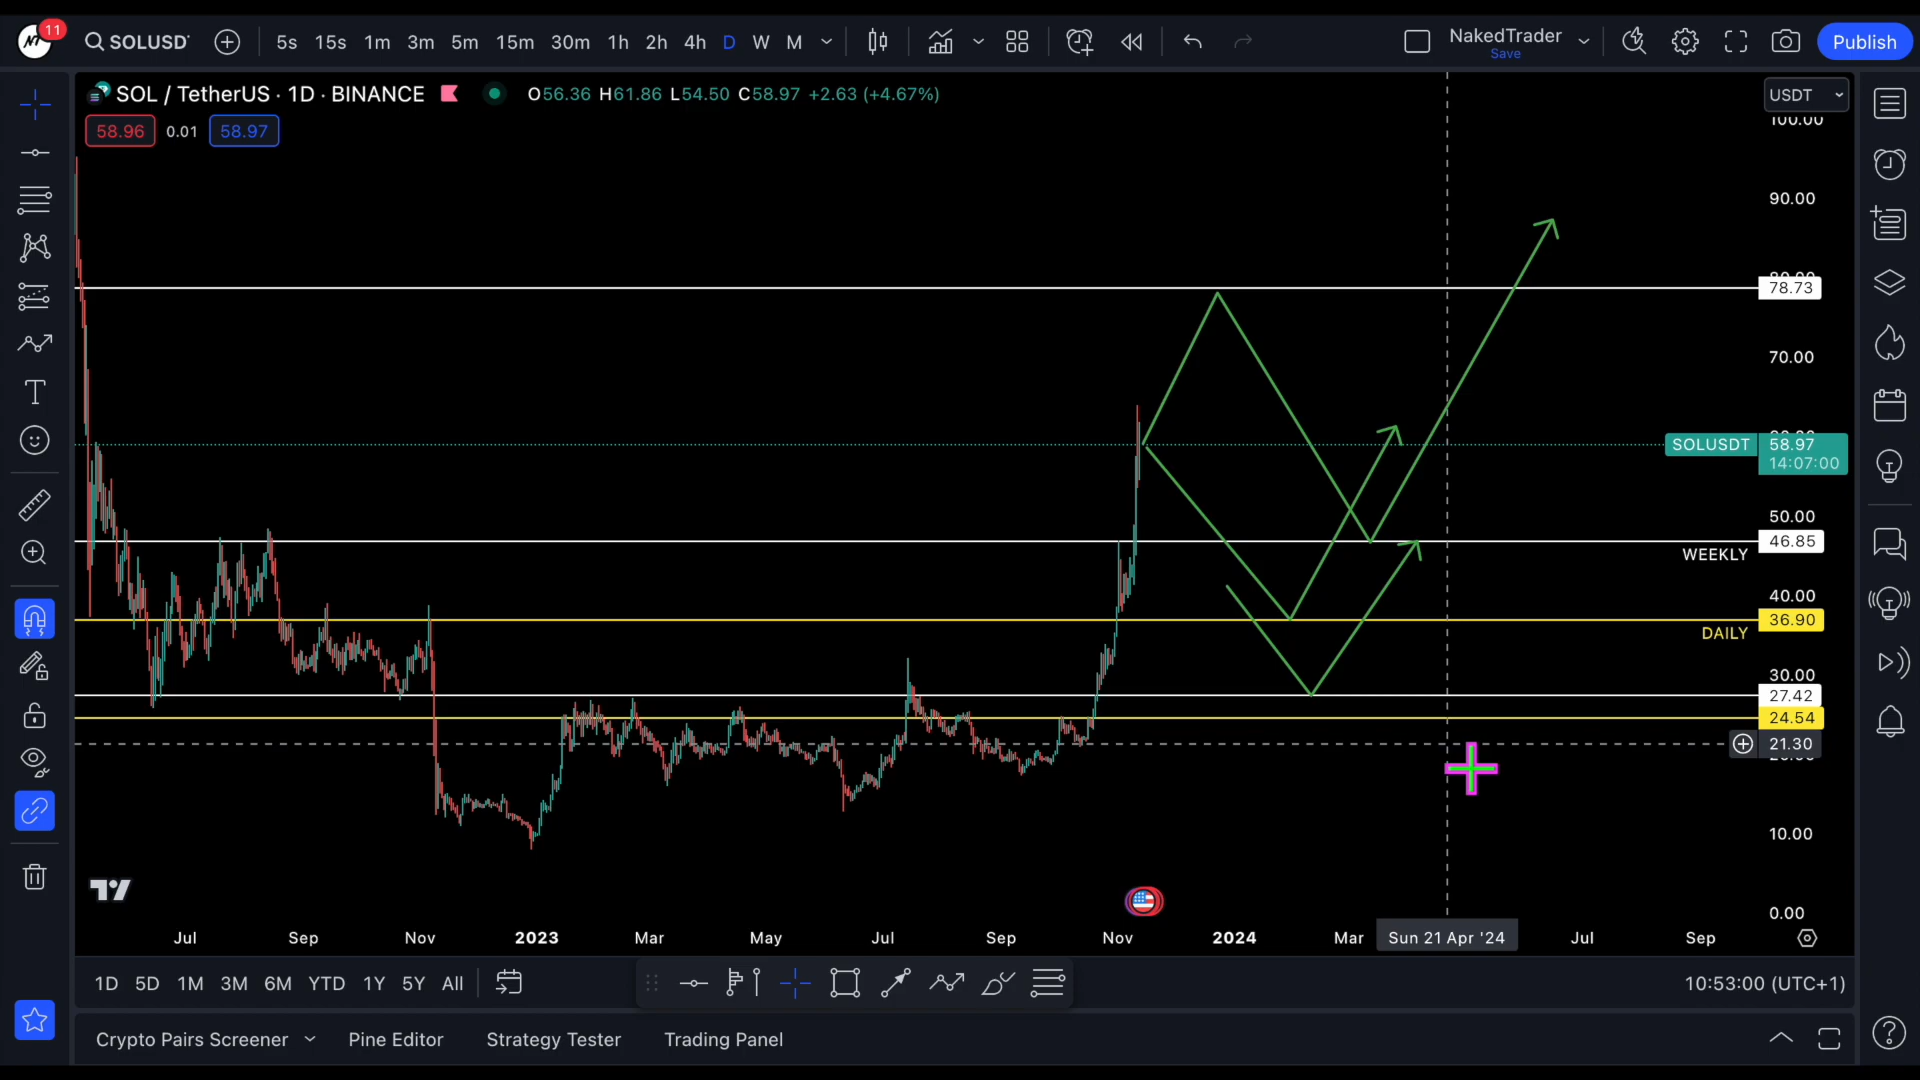 11
SOLUSD
5s 15s 1m 3m 5m 15m 30m 1h 2h 4h D W M
NakedTrader
Save
Publish
SOL / TetherUS · 1D · BINANCE
O56.36 H61.86 L54.50 C58.97 +2.63 (+4.67%)
58.96 0.01 58.97
USDT
100.00
90.00
78.73
70.00
SOLUSDT 58.97
14:07:00
50.00
46.85
WEEKLY
40.00
36.90
DAILY
30.00
27.42
24.54
21.30
10.00
0.00
Jul Sep Nov 2023 Mar May Jul Sep Nov 2024 Mar Sun 21 Apr '24 Jul Sep
1D 5D 1M 3M 6M YTD 1Y 5Y All
10:53:00 (UTC+1)
Crypto Pairs Screener Pine Editor Strategy Tester Trading Panel